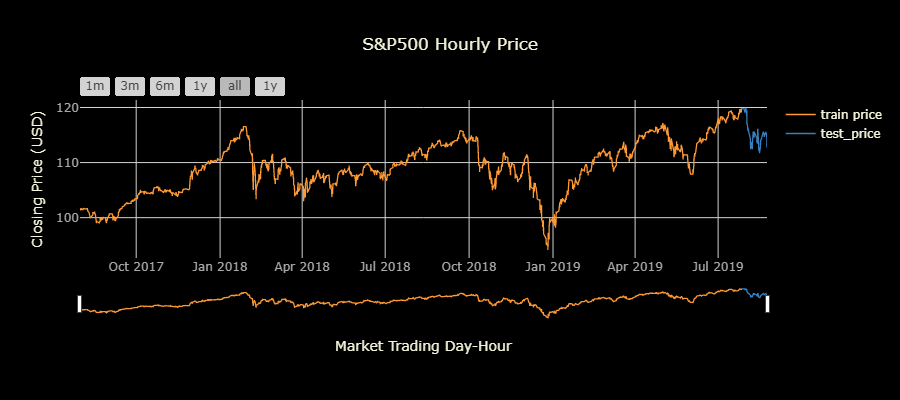 S&P500 Hourly Price
1m 3m 6m 1y all 1y
Closing Price (USD)
120
110
100
train price
test_price
Oct 2017 Jan 2018 Apr 2018 Jul 2018 Oct 2018 Jan 2019 Apr 2019 Jul 2019
Market Trading Day-Hour